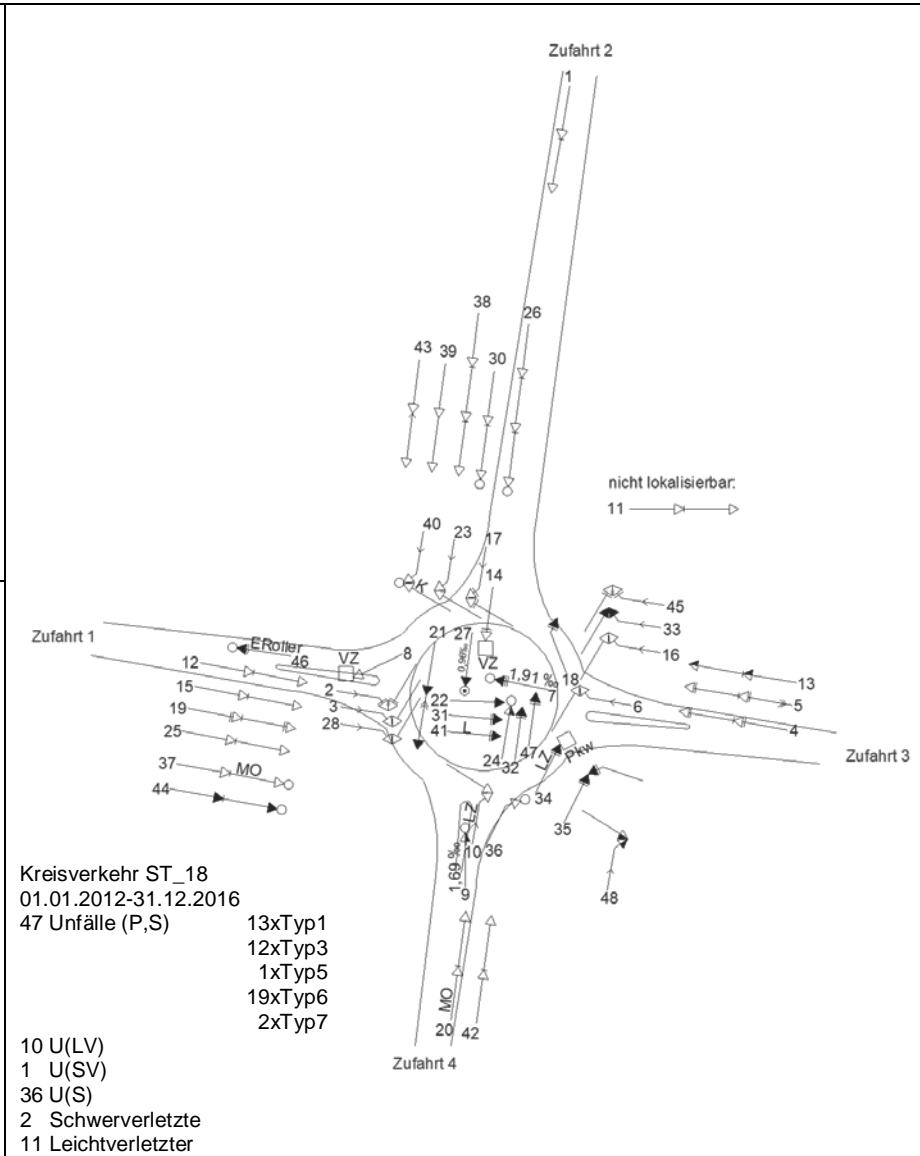 Zufahrt 2
1
38
26
43
39
30
nicht lokalisierbar:
11
40
23
17
14
K
45
33
16
Zufahrt 1
ERoller
46
VZ
8
21
27
0,96‰
VZ
1,91 ‰
7
18
6
13
5
4
12
2
15
3
19
28
25
22
31
41
L
24
32
47
LZ
Pkw
34
Zufahrt 3
37
MO
44
35
LZ
1,69 ‰
10
36
9
48
Kreisverkehr ST_18
01.01.2012-31.12.2016
47 Unfälle (P,S) 13xTyp1
12xTyp3
1xTyp5
19xTyp6
2xTyp7
MO
20
42
10 U(LV)
Zufahrt 4
1 U(SV)
36 U(S)
2 Schwerverletzte
11 Leichtverletzter